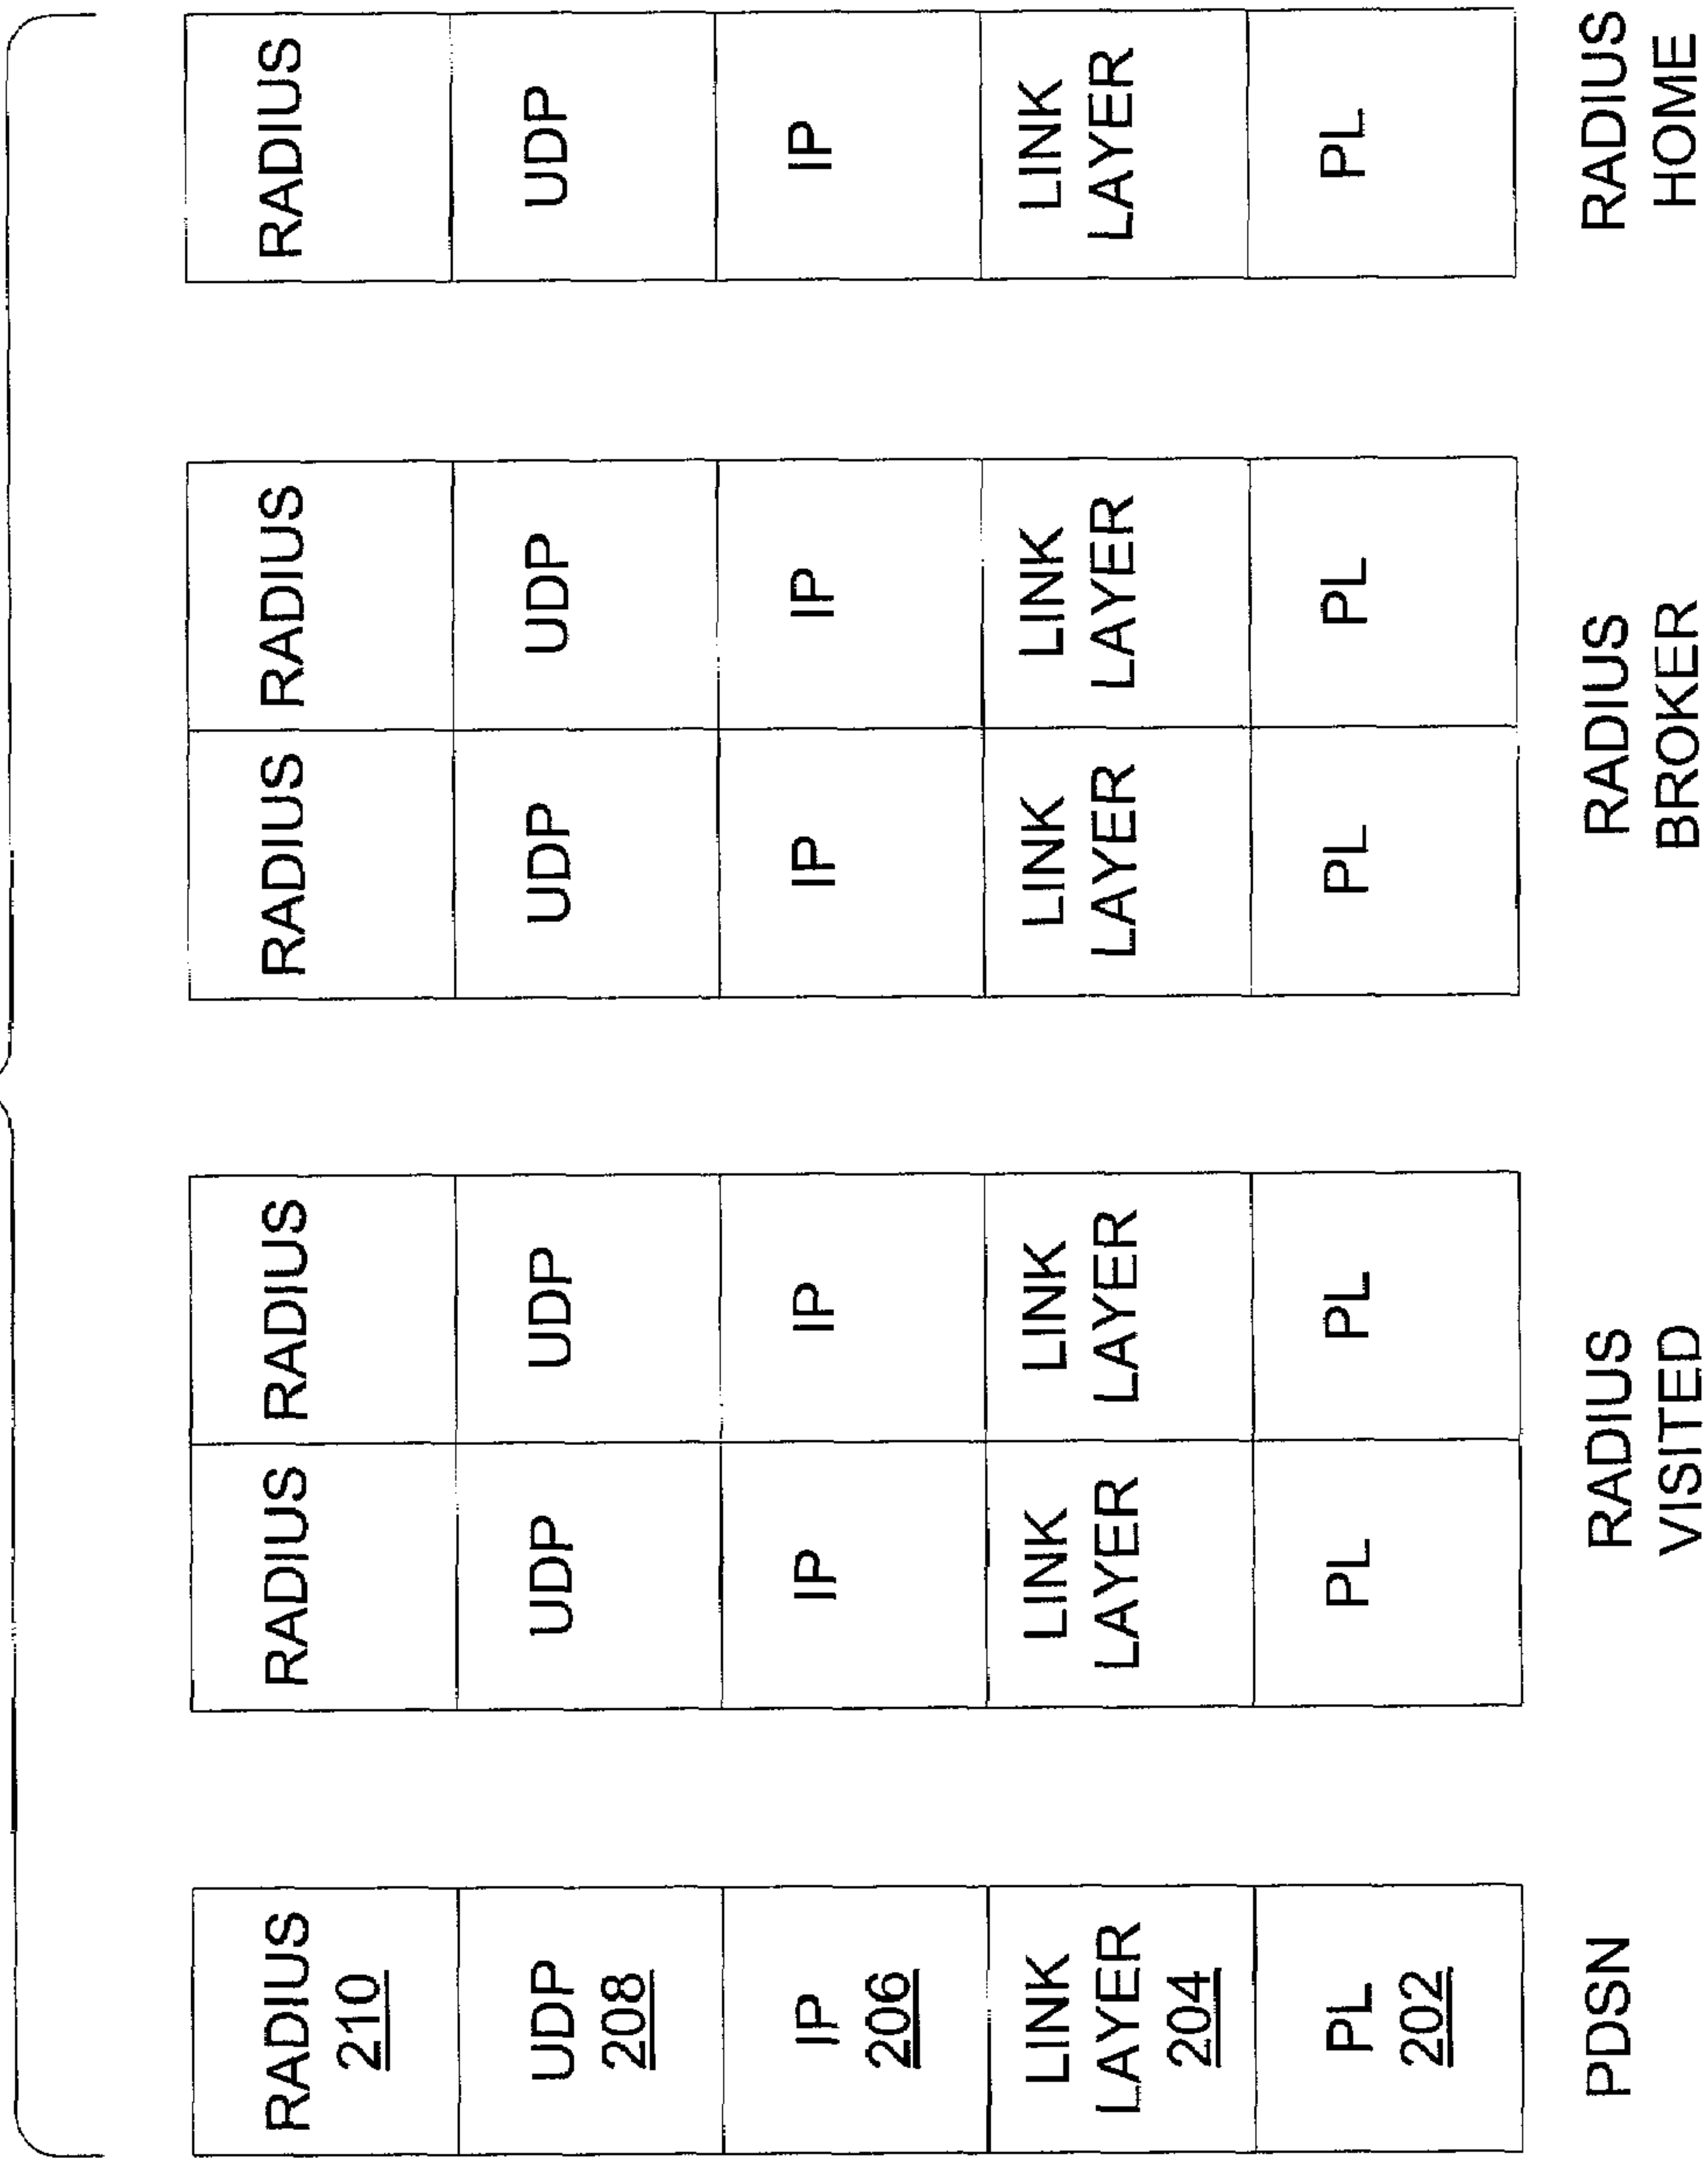 RADIUS
210
UDP
208
IP
206
LINK
LAYER
204
PL
202
PDSN
RADIUS
RADIUS
UDP
UDP
IP
IP
LINK
LAYER
LINK
LAYER
PL
PL
RADIUS
VISITED
RADIUS
RADIUS
UDP
UDP
IP
IP
LINK
LAYER
LINK
LAYER
PL
PL
RADIUS
BROKER
RADIUS
UDP
IP
LINK
LAYER
PL
RADIUS
HOME